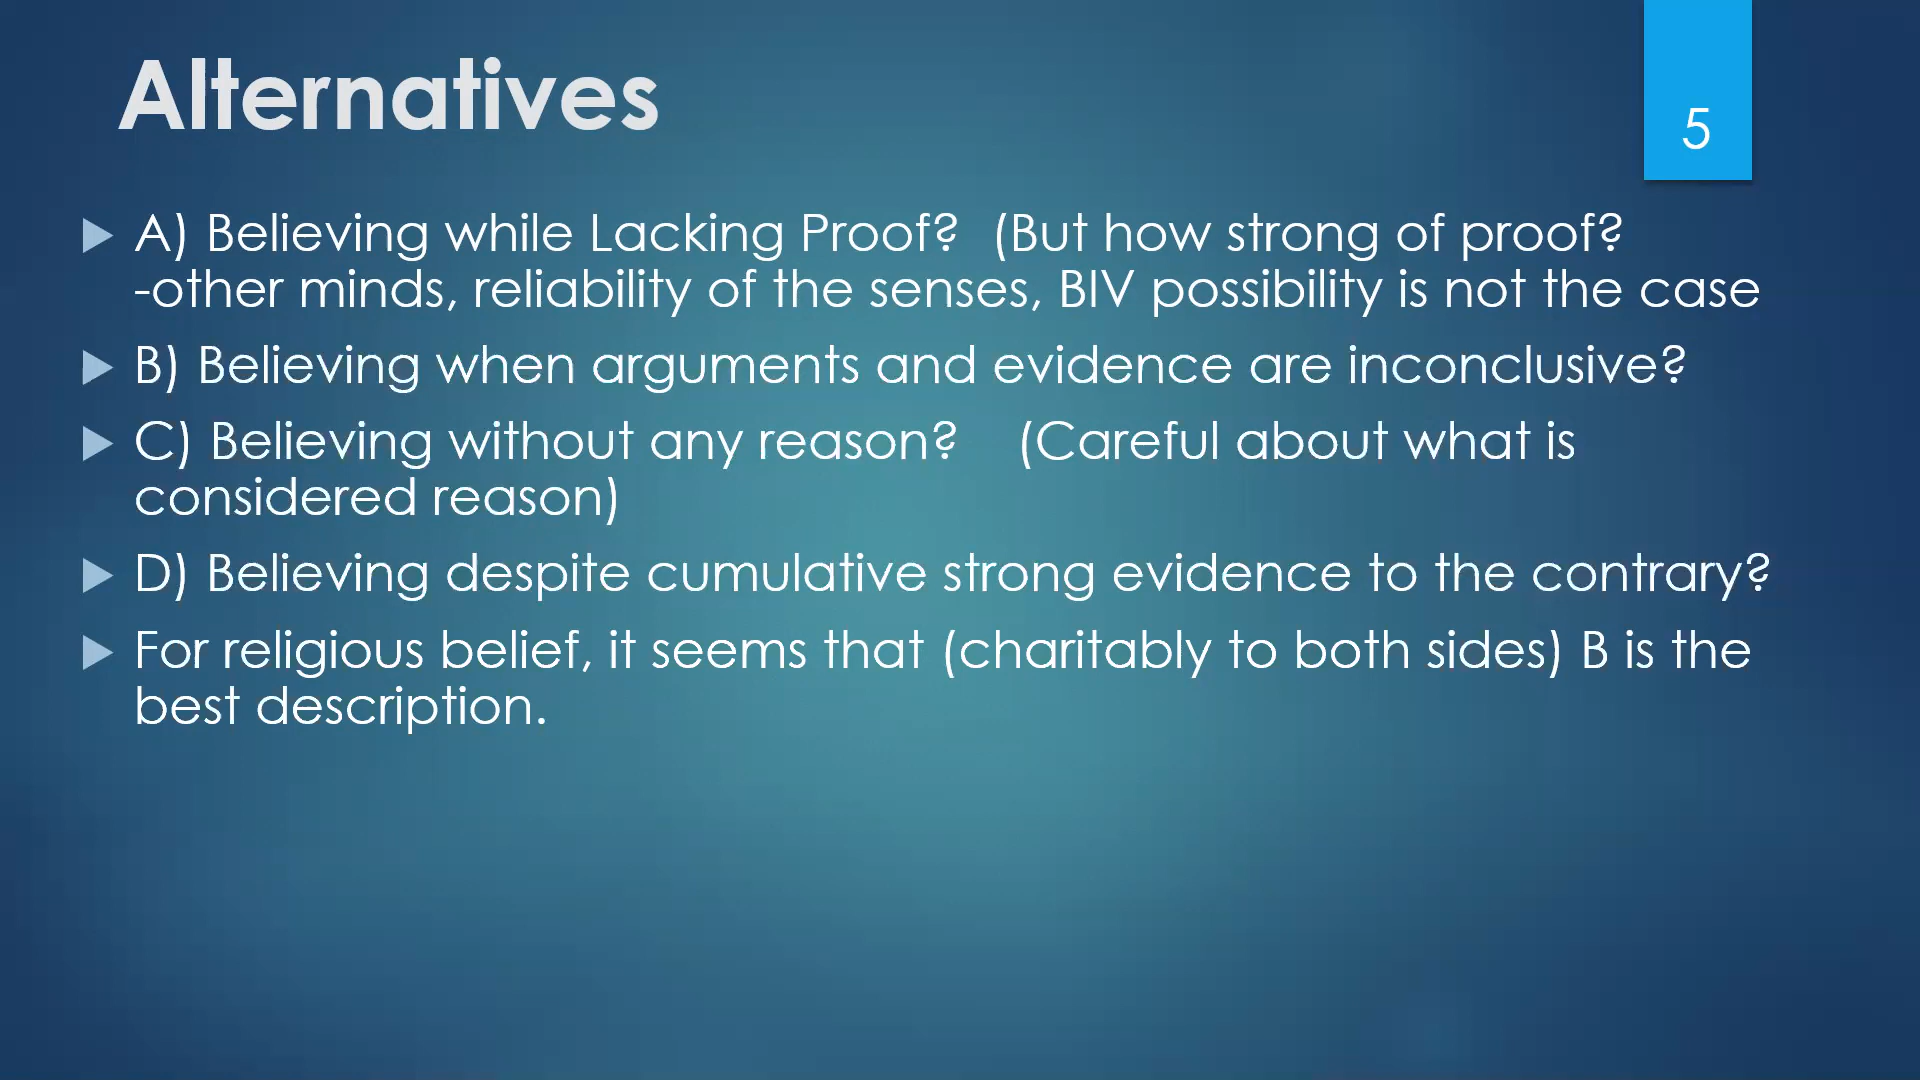 Alternatives
5
A) Believing while Lacking Proof? (But how strong of proof?
-other minds, reliability of the senses, BIV possibility is not the case
B) Believing when arguments and evidence are inconclusive?
C) Believing without any reason? (Careful about what is
considered reason)
D) Believing despite cumulative strong evidence to the contrary?
For religious belief, it seems that (charitably to both sides) B is the
best description.